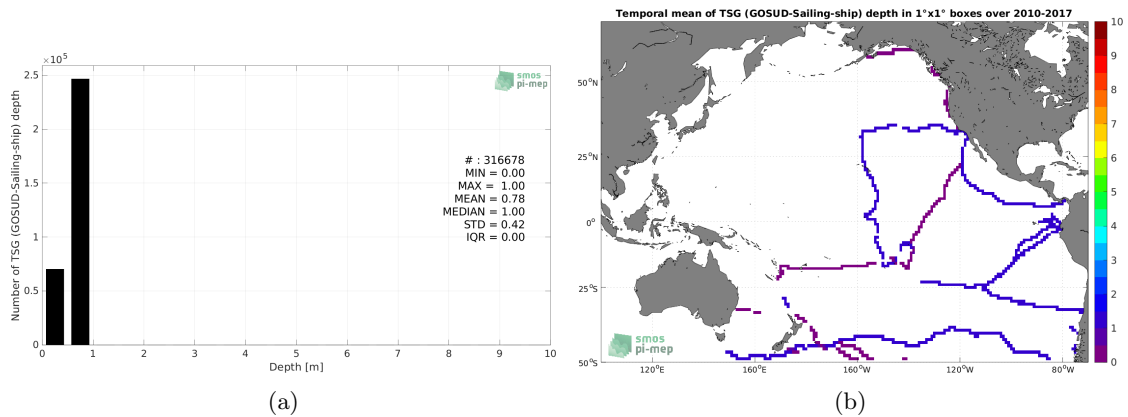 ×10⁵
2.5
2
1.5
1
0.5
0
0 1 2 3 4 5 6 7 8 9 10
Number of TSG (GOSUD-Sailing-ship) depth
Depth [m]
smos
pi-mep
# : 316678
MIN = 0.00
MAX = 1.00
MEAN = 0.78
MEDIAN = 1.00
STD = 0.42
IQR = 0.00
(a)
Temporal mean of TSG (GOSUD-Sailing-ship) depth in 1°x1° boxes over 2010-2017
50°N
25°N
0°
25°S
50°S
120°E 160°E 160°W 120°W 80°W
smos
pi-mep
10
9
8
7
6
5
4
3
2
1
0
(b)